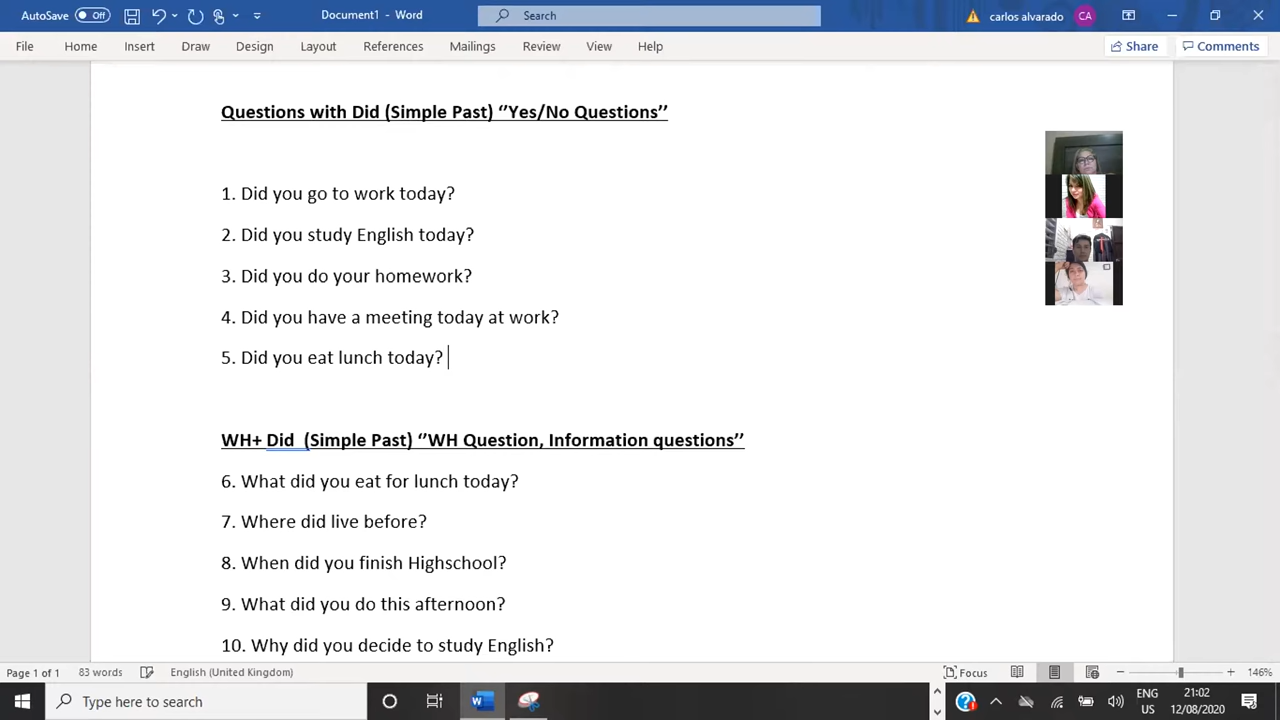 AutoSave Off Document1 - Word Search carlos alvarado CA
File Home Insert Draw Design Layout References Mailings Review View Help Share Comments
Questions with Did (Simple Past) ‘’Yes/No Questions’’
1. Did you go to work today?
2. Did you study English today?
3. Did you do your homework?
4. Did you have a meeting today at work?
5. Did you eat lunch today?
WH+ Did (Simple Past) ‘’WH Question, Information questions’’
6. What did you eat for lunch today?
7. Where did live before?
8. When did you finish Highschool?
9. What did you do this afternoon?
10. Why did you decide to study English?
Page 1 of 1 83 words English (United Kingdom) Focus 146%
Type here to search ENG US 21:02 12/08/2020